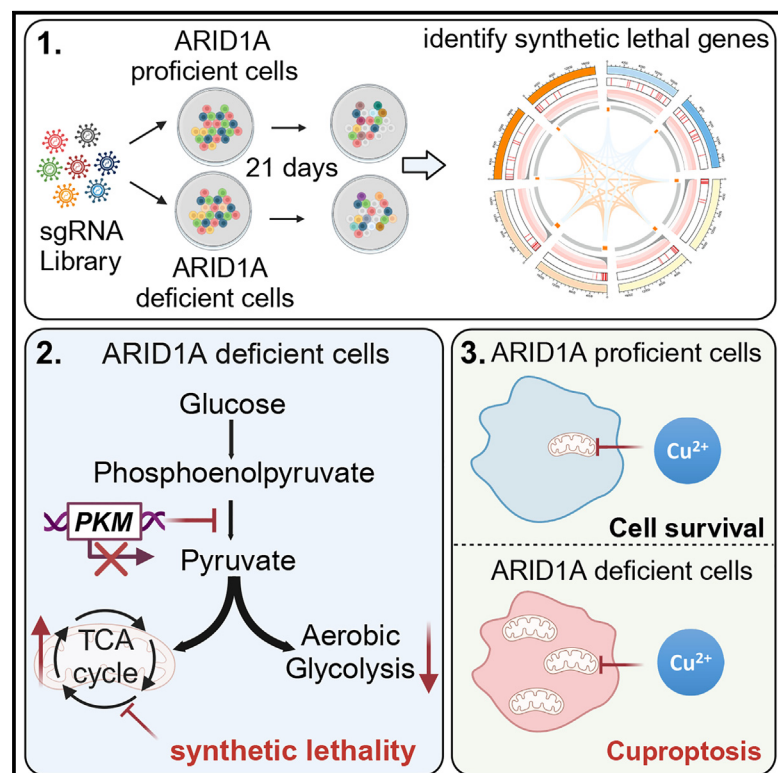 1.
ARID1A
proficient cells
identify synthetic lethal genes
21 days
sgRNA
Library
ARID1A
deficient cells
2. ARID1A deficient cells
Glucose
Phosphoenolpyruvate
PKM
Pyruvate
TCA
cycle
Aerobic
Glycolysis
synthetic lethality
3. ARID1A proficient cells
Cu²⁺
Cell survival
ARID1A deficient cells
Cu²⁺
Cuproptosis